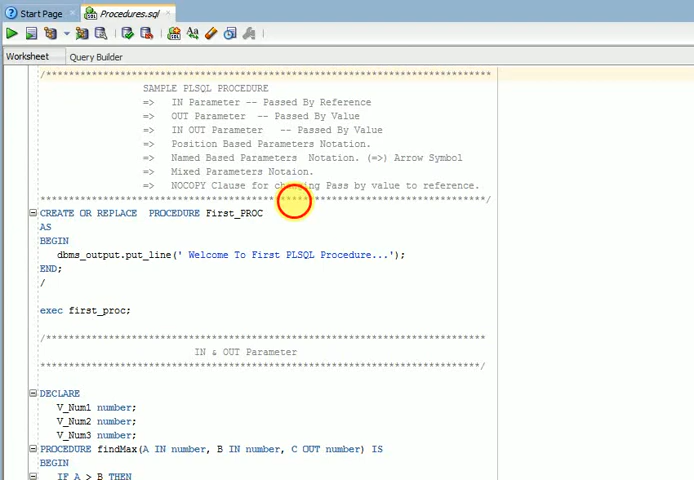 Start Page
Procedures.sql
Worksheet
Query Builder
/*******************************************************************************
SAMPLE PLSQL PROCEDURE
=> IN Parameter -- Passed By Reference
=> OUT Parameter -- Passed By Value
=> IN OUT Parameter -- Passed By Value
=> Position Based Parameters Notation.
=> Named Based Parameters Notation. (=>) Arrow Symbol
=> Mixed Parameters Notaion.
=> NOCOPY Clause for changing Pass by value to reference.
*******************************************************************************/
CREATE OR REPLACE PROCEDURE First_PROC
AS
BEGIN
dbms_output.put_line(' Welcome To First PLSQL Procedure...');
END;
/
exec first_proc;
/******************************************************************************
IN & OUT Parameter
******************************************************************************/
DECLARE
V_Num1 number;
V_Num2 number;
V_Num3 number;
PROCEDURE findMax(A IN number, B IN number, C OUT number) IS
BEGIN
IF A > B THEN